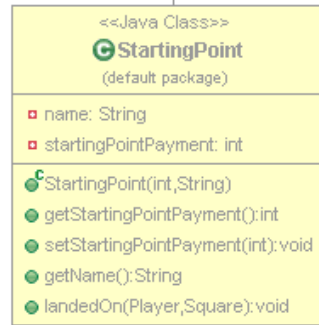 <<Java Class>>
StartingPoint
(default package)
name: String
startingPointPayment: int
StartingPoint(int,String)
getStartingPointPayment():int
setStartingPointPayment(int):void
getName():String
landedOn(Player,Square):void